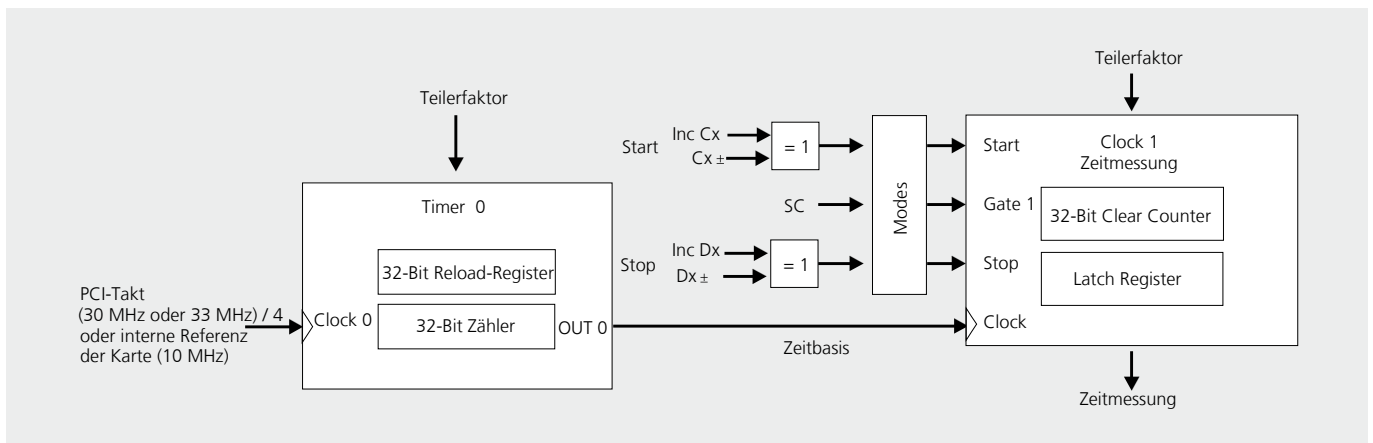 Teilerfaktor
Timer 0
32-Bit Reload-Register
32-Bit Zähler
Clock 0
OUT 0
PCI-Takt
(30 MHz oder 33 MHz) / 4
oder interne Referenz
der Karte (10 MHz)
Zeitbasis
Start
Inc Cx
Cx ±
= 1
SC
Stop
Inc Dx
Dx ±
= 1
Modes
Teilerfaktor
Start
Gate 1
Stop
Clock
Clock 1
Zeitmessung
32-Bit Clear Counter
Latch Register
Zeitmessung